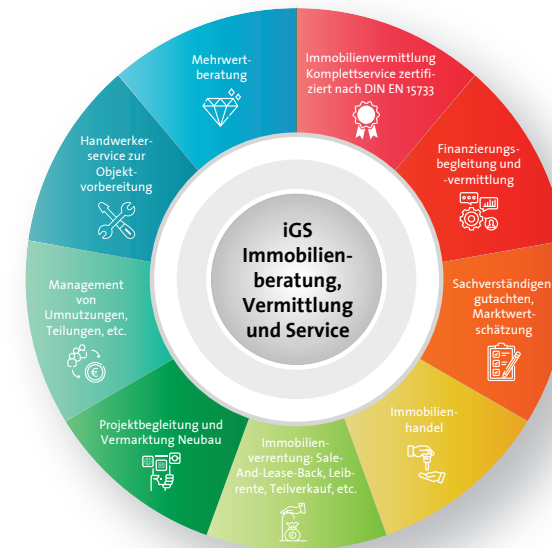 Immobilienvermittlung
Komplettservice zertifi-
ziert nach DIN EN 15733
Finanzierungs-
begleitung und
-vermittlung
Sachverständigen-
gutachten,
Marktwert-
schätzung
Immobilien-
handel
Immobilien-
verrentung: Sale-
And-Lease-Back, Leib-
rente, Teilverkauf, etc.
Projektbegleitung und
Vermarktung Neubau
Management
von
Umnutzungen,
Teilungen, etc.
Handwerker-
service zur
Objekt-
vorbereitung
Mehrwert-
beratung
iGS
Immobilien-
beratung,
Vermittlung
und Service